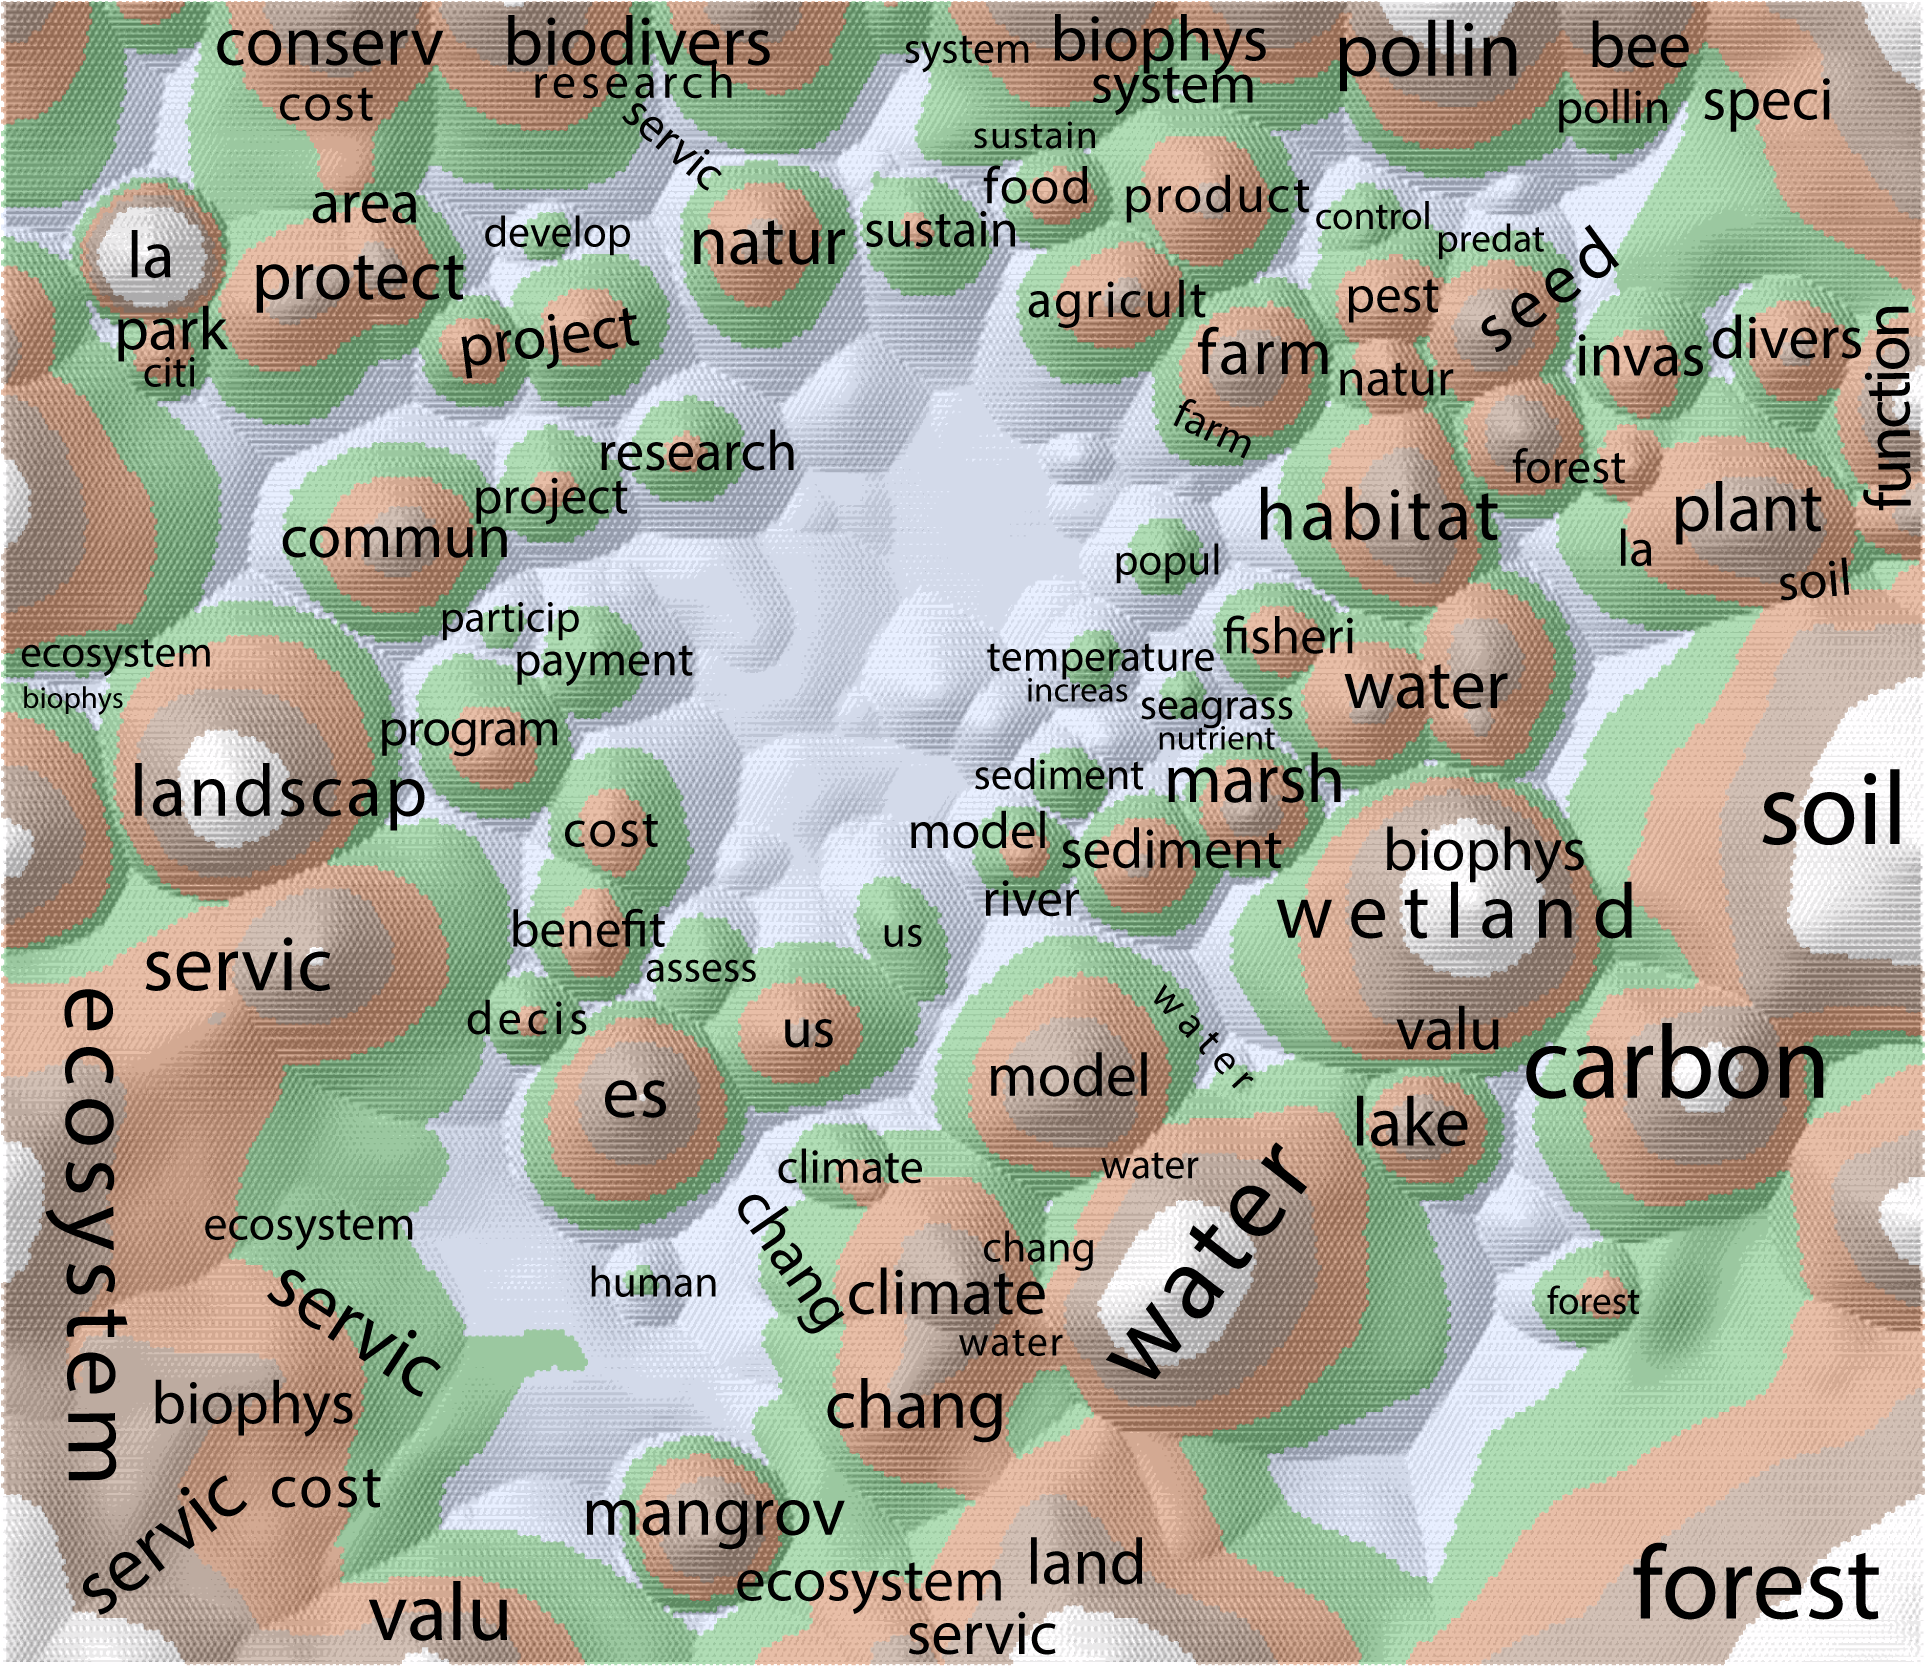 conserv
biodivers
system
biophys
pollin
bee
research
cost
system
pollin
speci
servic
sustain
food
product
area
control
develop
natur
sustain
predat
seed
la
protect
agricult
pest
park
project
farm
invas
divers
function
citi
natur
farm
research
forest
project
habitat
plant
commun
popul
la
soil
particip
fisheri
ecosystem
payment
temperature
biophys
increas
water
seagrass
program
nutrient
landscap
sediment
marsh
soil
cost
model
sediment
biophys
benefit
river
wetland
us
servic
assess
decis
us
water
valu
ecosystem
es
model
carbon
lake
climate
water
ecosystem
chang
chang
water
servic
human
climate
forest
water
biophys
chang
servic
cost
mangrov
ecosystem
land
forest
valu
servic